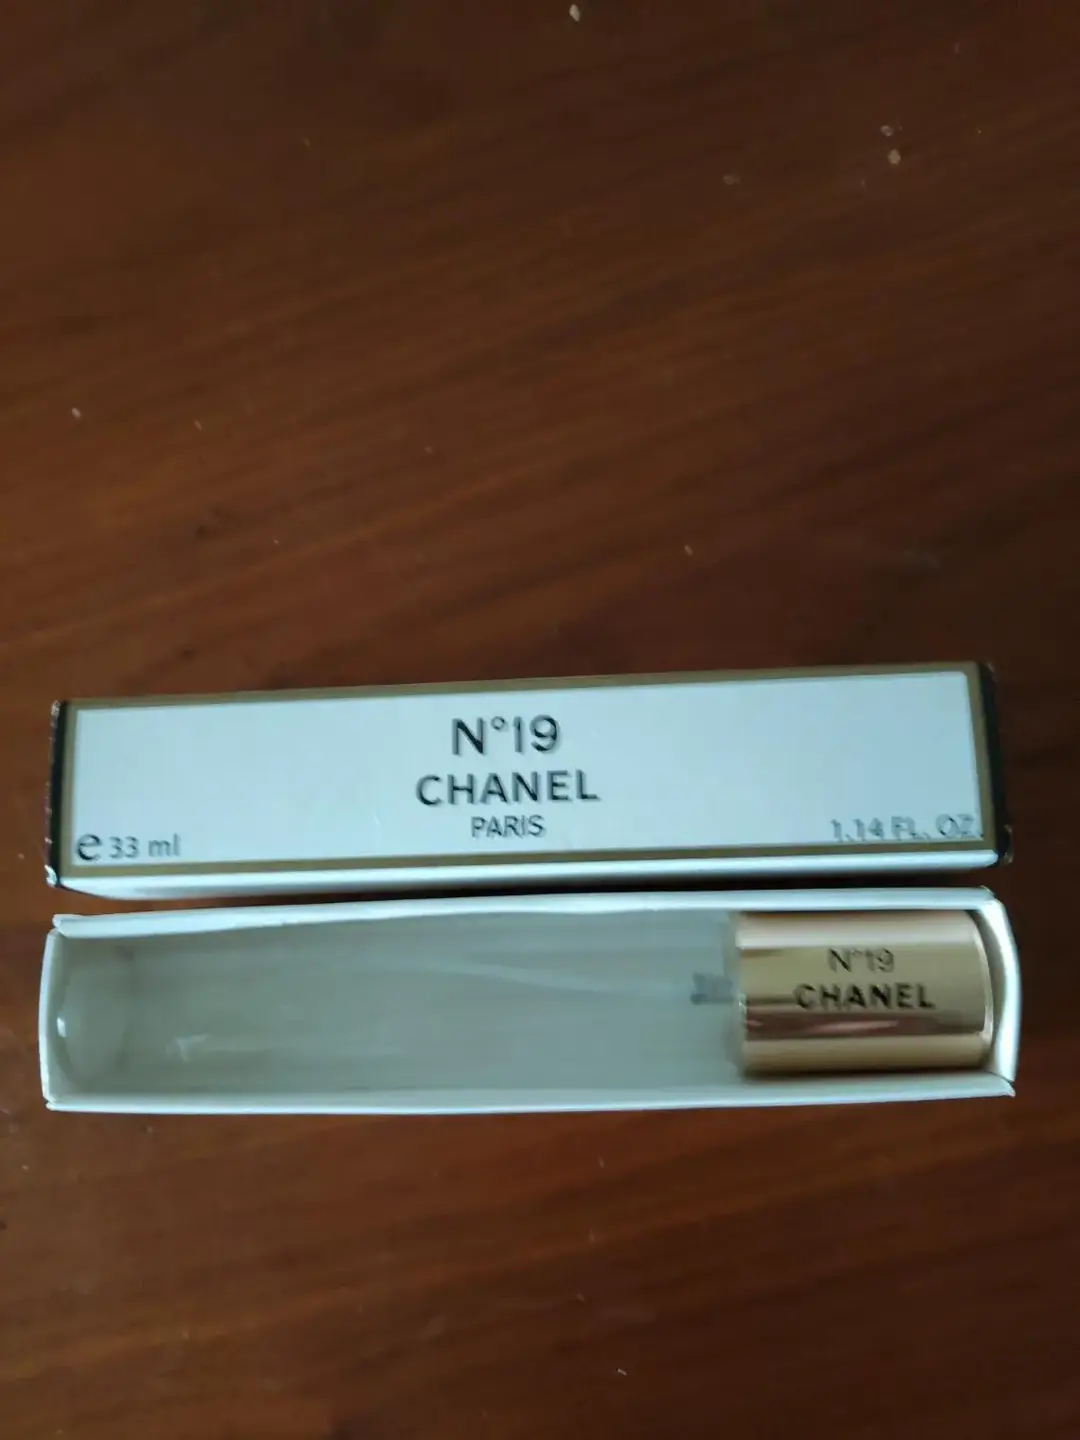 N°19
CHANEL
PARIS
e 33 ml
1.14 FL. OZ.
N°19
CHANEL